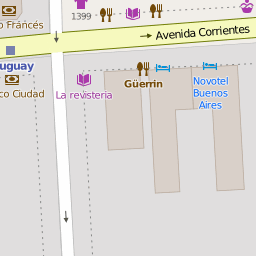 o Francés
1399
Avenida Corrientes
uguay
co Ciudad
La revisteria
Güerrin
Novotel
Buenos
Aires